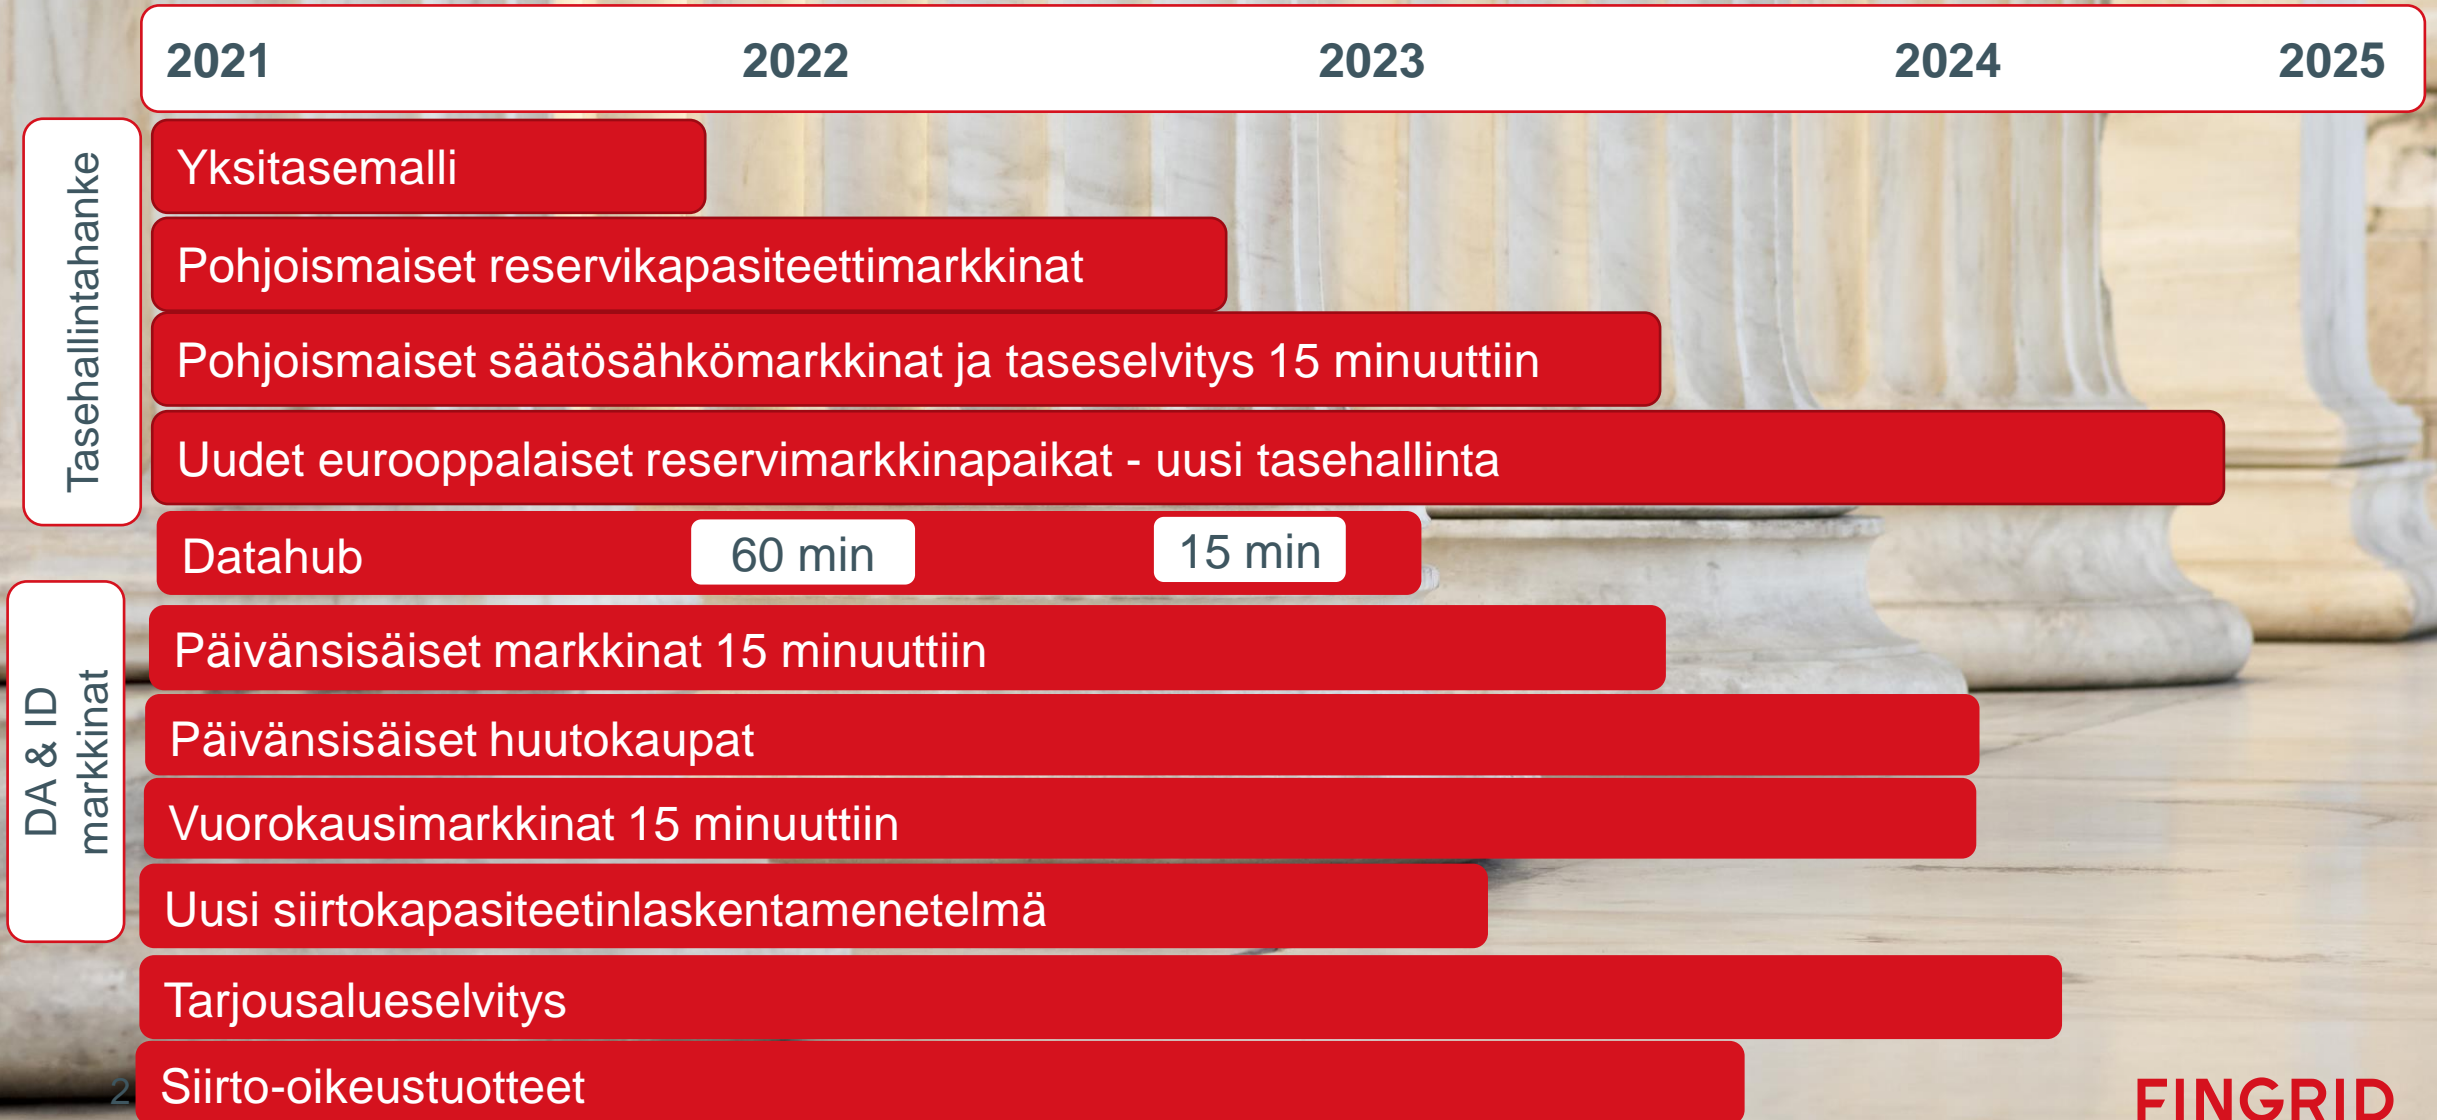 2021 2022 2023 2024 2025
Tasehallintahanke
Yksitasemalli
Pohjoismaiset reservikapasiteettimarkkinat
Pohjoismaiset säätösähkömarkkinat ja taseselvitys 15 minuuttiin
Uudet eurooppalaiset reservimarkkinapaikat - uusi tasehallinta
Datahub 60 min 15 min
DA & ID
markkinat
Päivänsisäiset markkinat 15 minuuttiin
Päivänsisäiset huutokaupat
Vuorokausimarkkinat 15 minuuttiin
Uusi siirtokapasiteetinlaskentamenetelmä
Tarjousalueselvitys
Siirto-oikeustuotteet
2
FINGRID